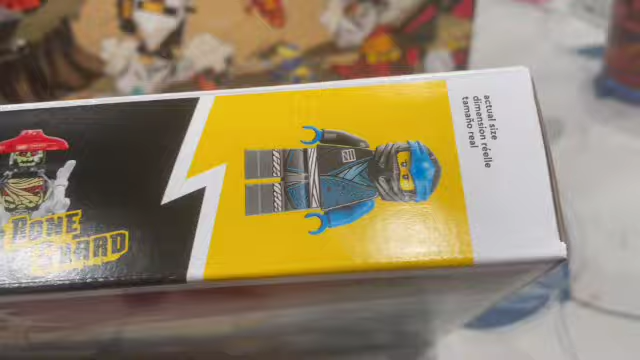 actual size
dimension réelle
tamaño real
BONE
GUARD